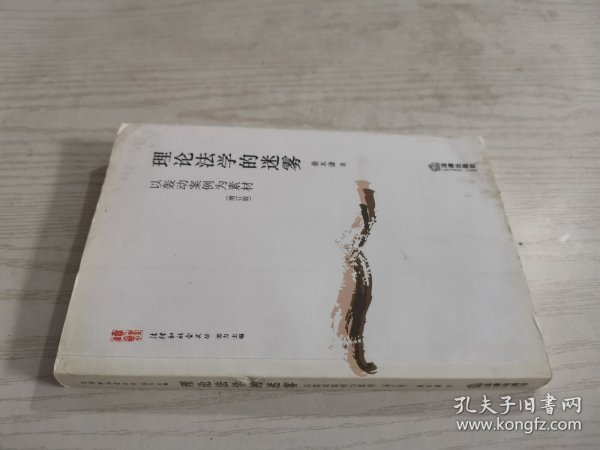 理论法学的迷雾
桑本谦 著
以轰动案例为素材
(增订版)
法律和社会文丛 苏力 主编
法律出版社
理论法学的迷雾
孔夫子旧书网
www.kongfz.com